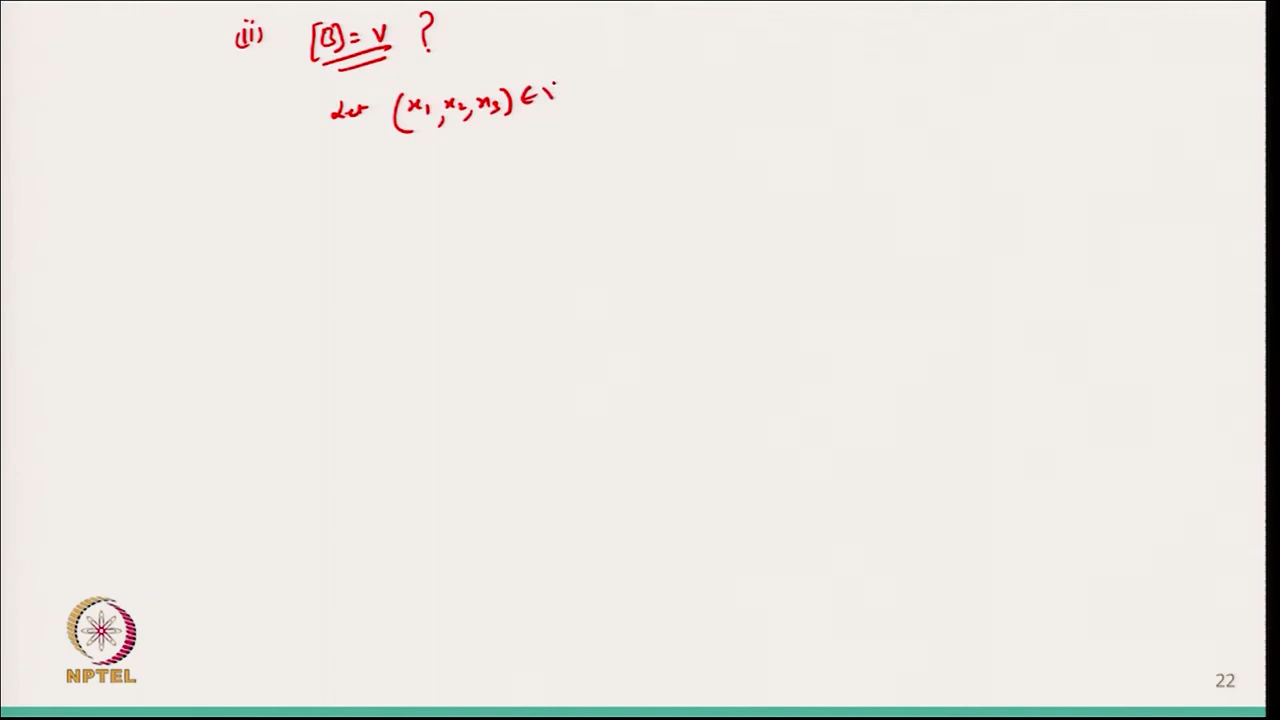 (ii) [B] = V ?
Let (x₁, x₂, x₃) ∈
NPTEL
22